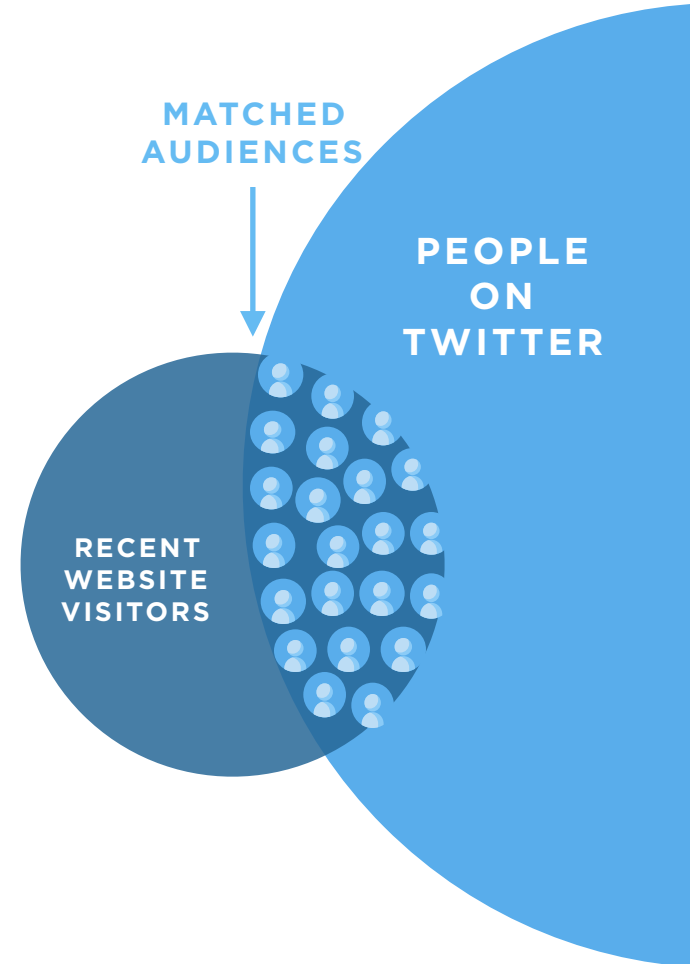 MATCHED
AUDIENCES
PEOPLE
ON
TWITTER
RECENT
WEBSITE
VISITORS